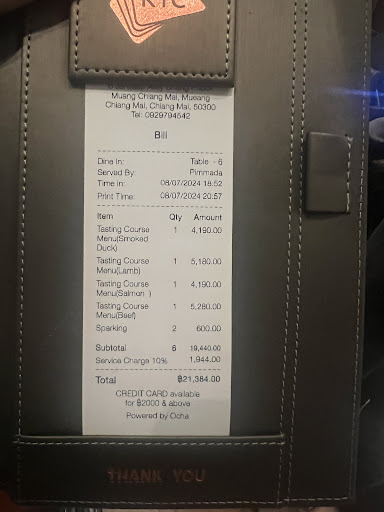 KTC
Muang Chiang Mai, Mueang
Chiang Mai, Chiang Mai, 50300
Tel: 0929794542
Bill
Dine In: Table - 6
Served By: Pimmada
Time In: 08/07/2024 18:52
Print Time: 08/07/2024 20:57
Item Qty Amount
Tasting Course 1 4,190.00
Menu(Smoked
Duck)
Tasting Course 1 5,180.00
Menu(Lamb)
Tasting Course 1 4,190.00
Menu(Salmon )
Tasting Course 1 5,280.00
Menu(Beef)
Sparking 2 600.00
Subtotal 6 19,440.00
Service Charge 10% 1,944.00
Total ฿21,384.00
CREDIT CARD available
for ฿2000 & above
Powered by Ocha
THANK YOU